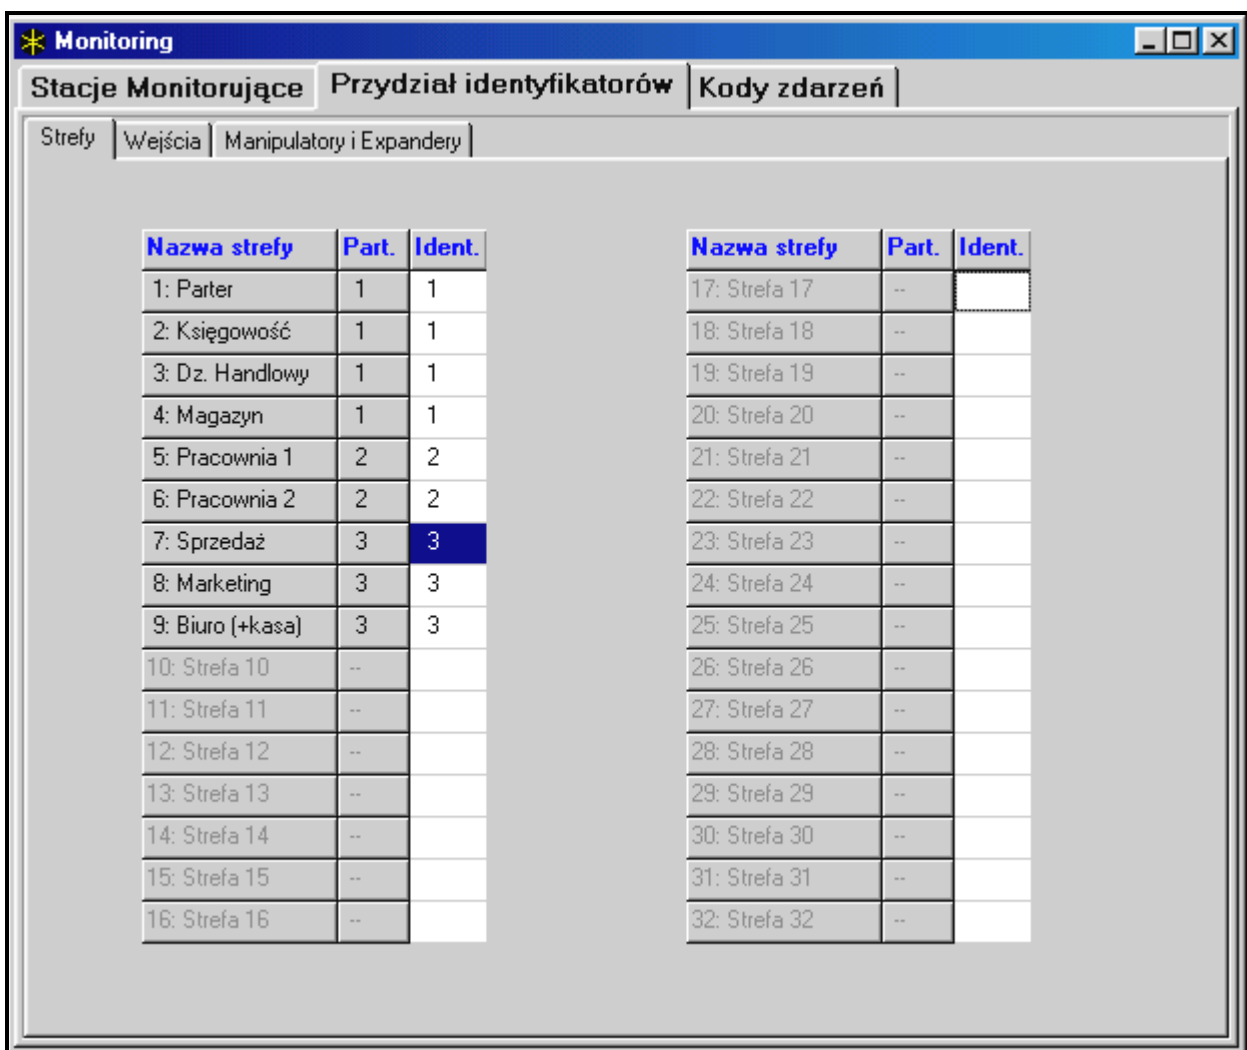 Monitoring
Stacje Monitorujące Przydział identyfikatorów Kody zdarzeń
Strefy Wejścia Manipulatory i Expandery
Nazwa strefy Part. Ident. Nazwa strefy Part. Ident.
1: Parter 1 1 17: Strefa 17 --
2: Księgowość 1 1 18: Strefa 18 --
3: Dz. Handlowy 1 1 19: Strefa 19 --
4: Magazyn 1 1 20: Strefa 20 --
5: Pracownia 1 2 2 21: Strefa 21 --
6: Pracownia 2 2 2 22: Strefa 22 --
7: Sprzedaż 3 3 23: Strefa 23 --
8: Marketing 3 3 24: Strefa 24 --
9: Biuro (+kasa) 3 3 25: Strefa 25 --
10: Strefa 10 -- 26: Strefa 26 --
11: Strefa 11 -- 27: Strefa 27 --
12: Strefa 12 -- 28: Strefa 28 --
13: Strefa 13 -- 29: Strefa 29 --
14: Strefa 14 -- 30: Strefa 30 --
15: Strefa 15 -- 31: Strefa 31 --
16: Strefa 16 -- 32: Strefa 32 --